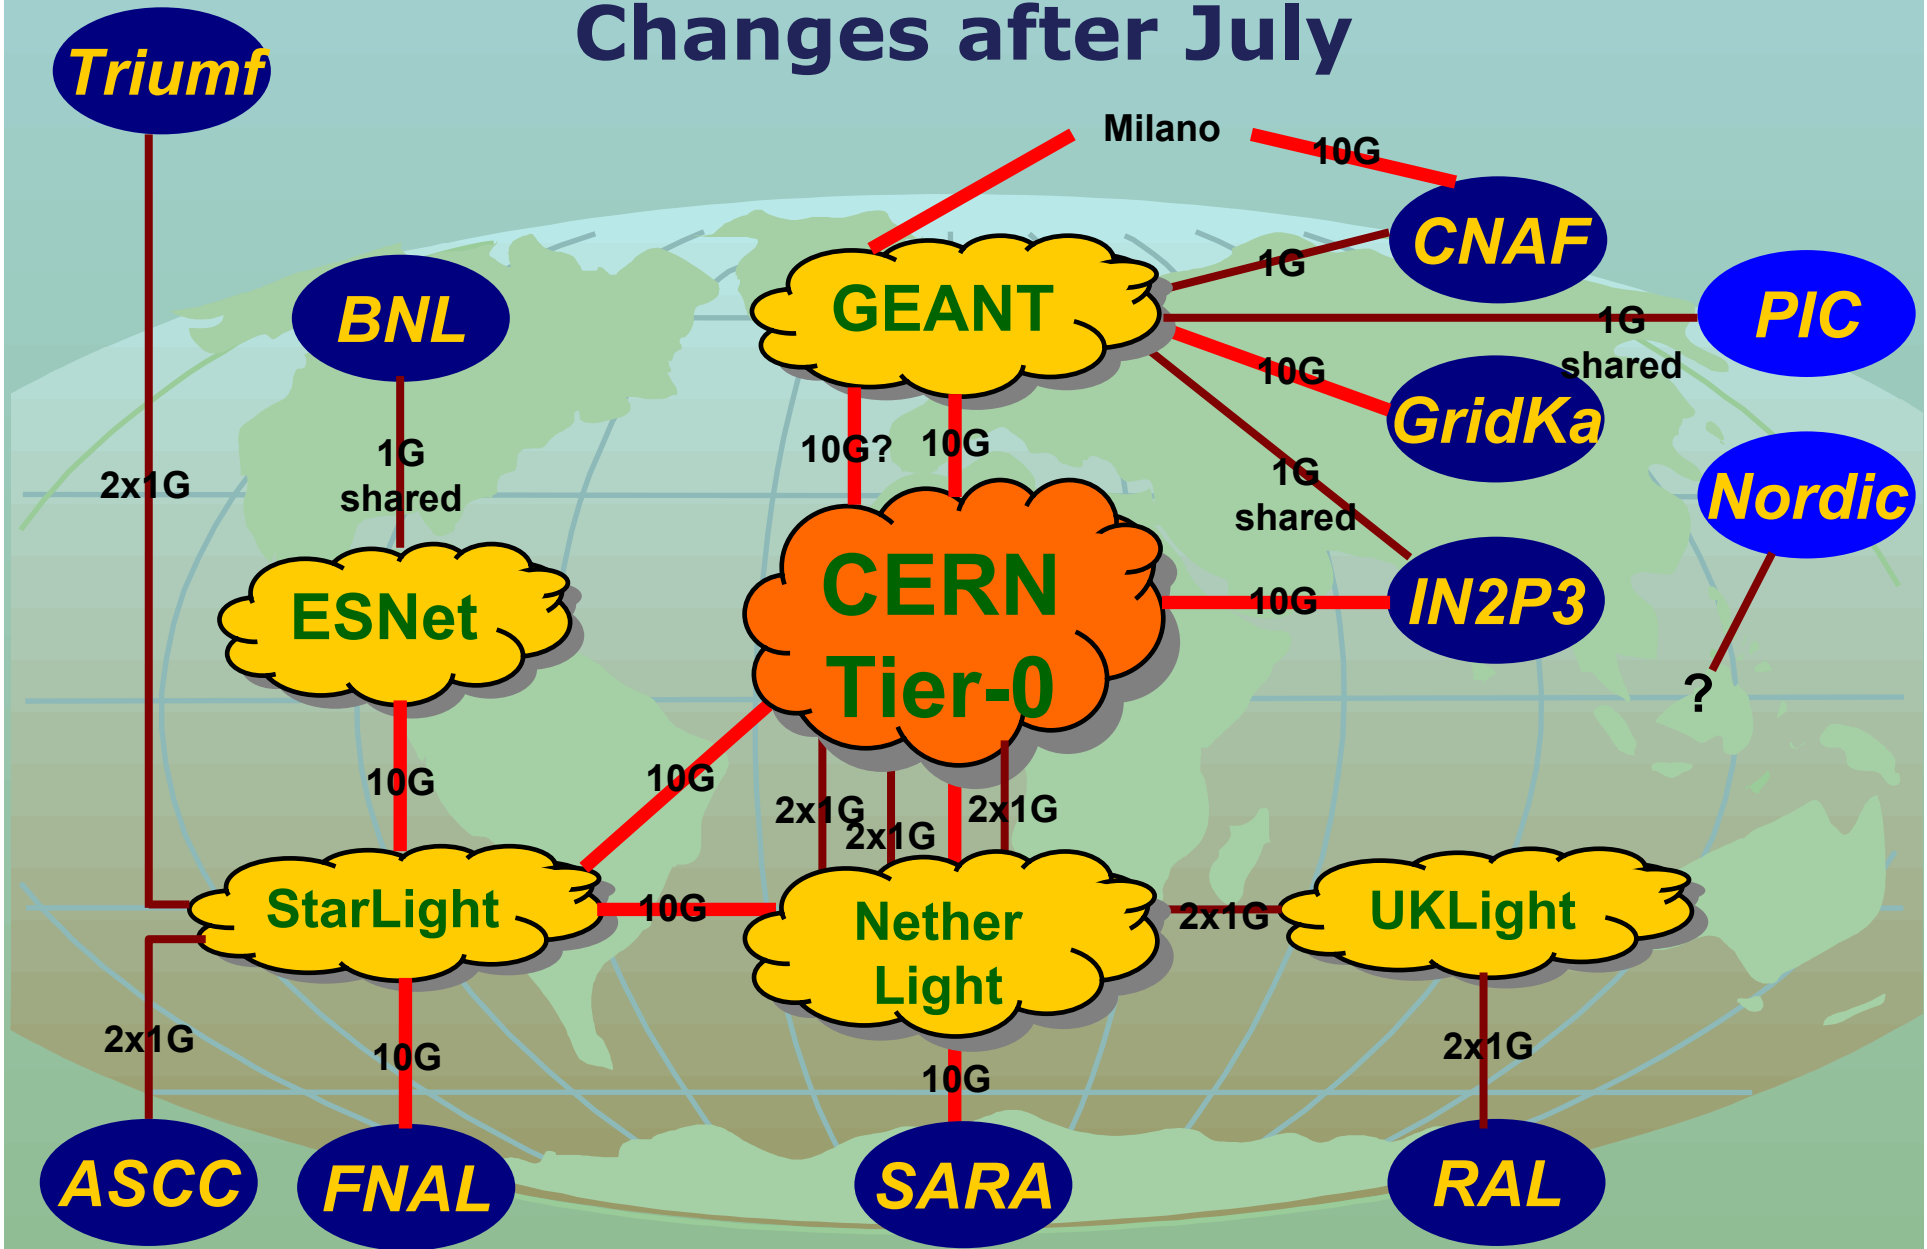 Changes after July
Triumf
Milano
10G
CNAF
1G
BNL
GEANT
PIC
1G
shared
10G
GridKa
10G?
10G
1G
shared
2x1G
1G
shared
Nordic
CERN
Tier-0
ESNet
10G
IN2P3
?
10G
10G
2x1G
2x1G
2x1G
StarLight
10G
Nether
Light
2x1G
UKLight
2x1G
10G
10G
2x1G
ASCC
FNAL
SARA
RAL